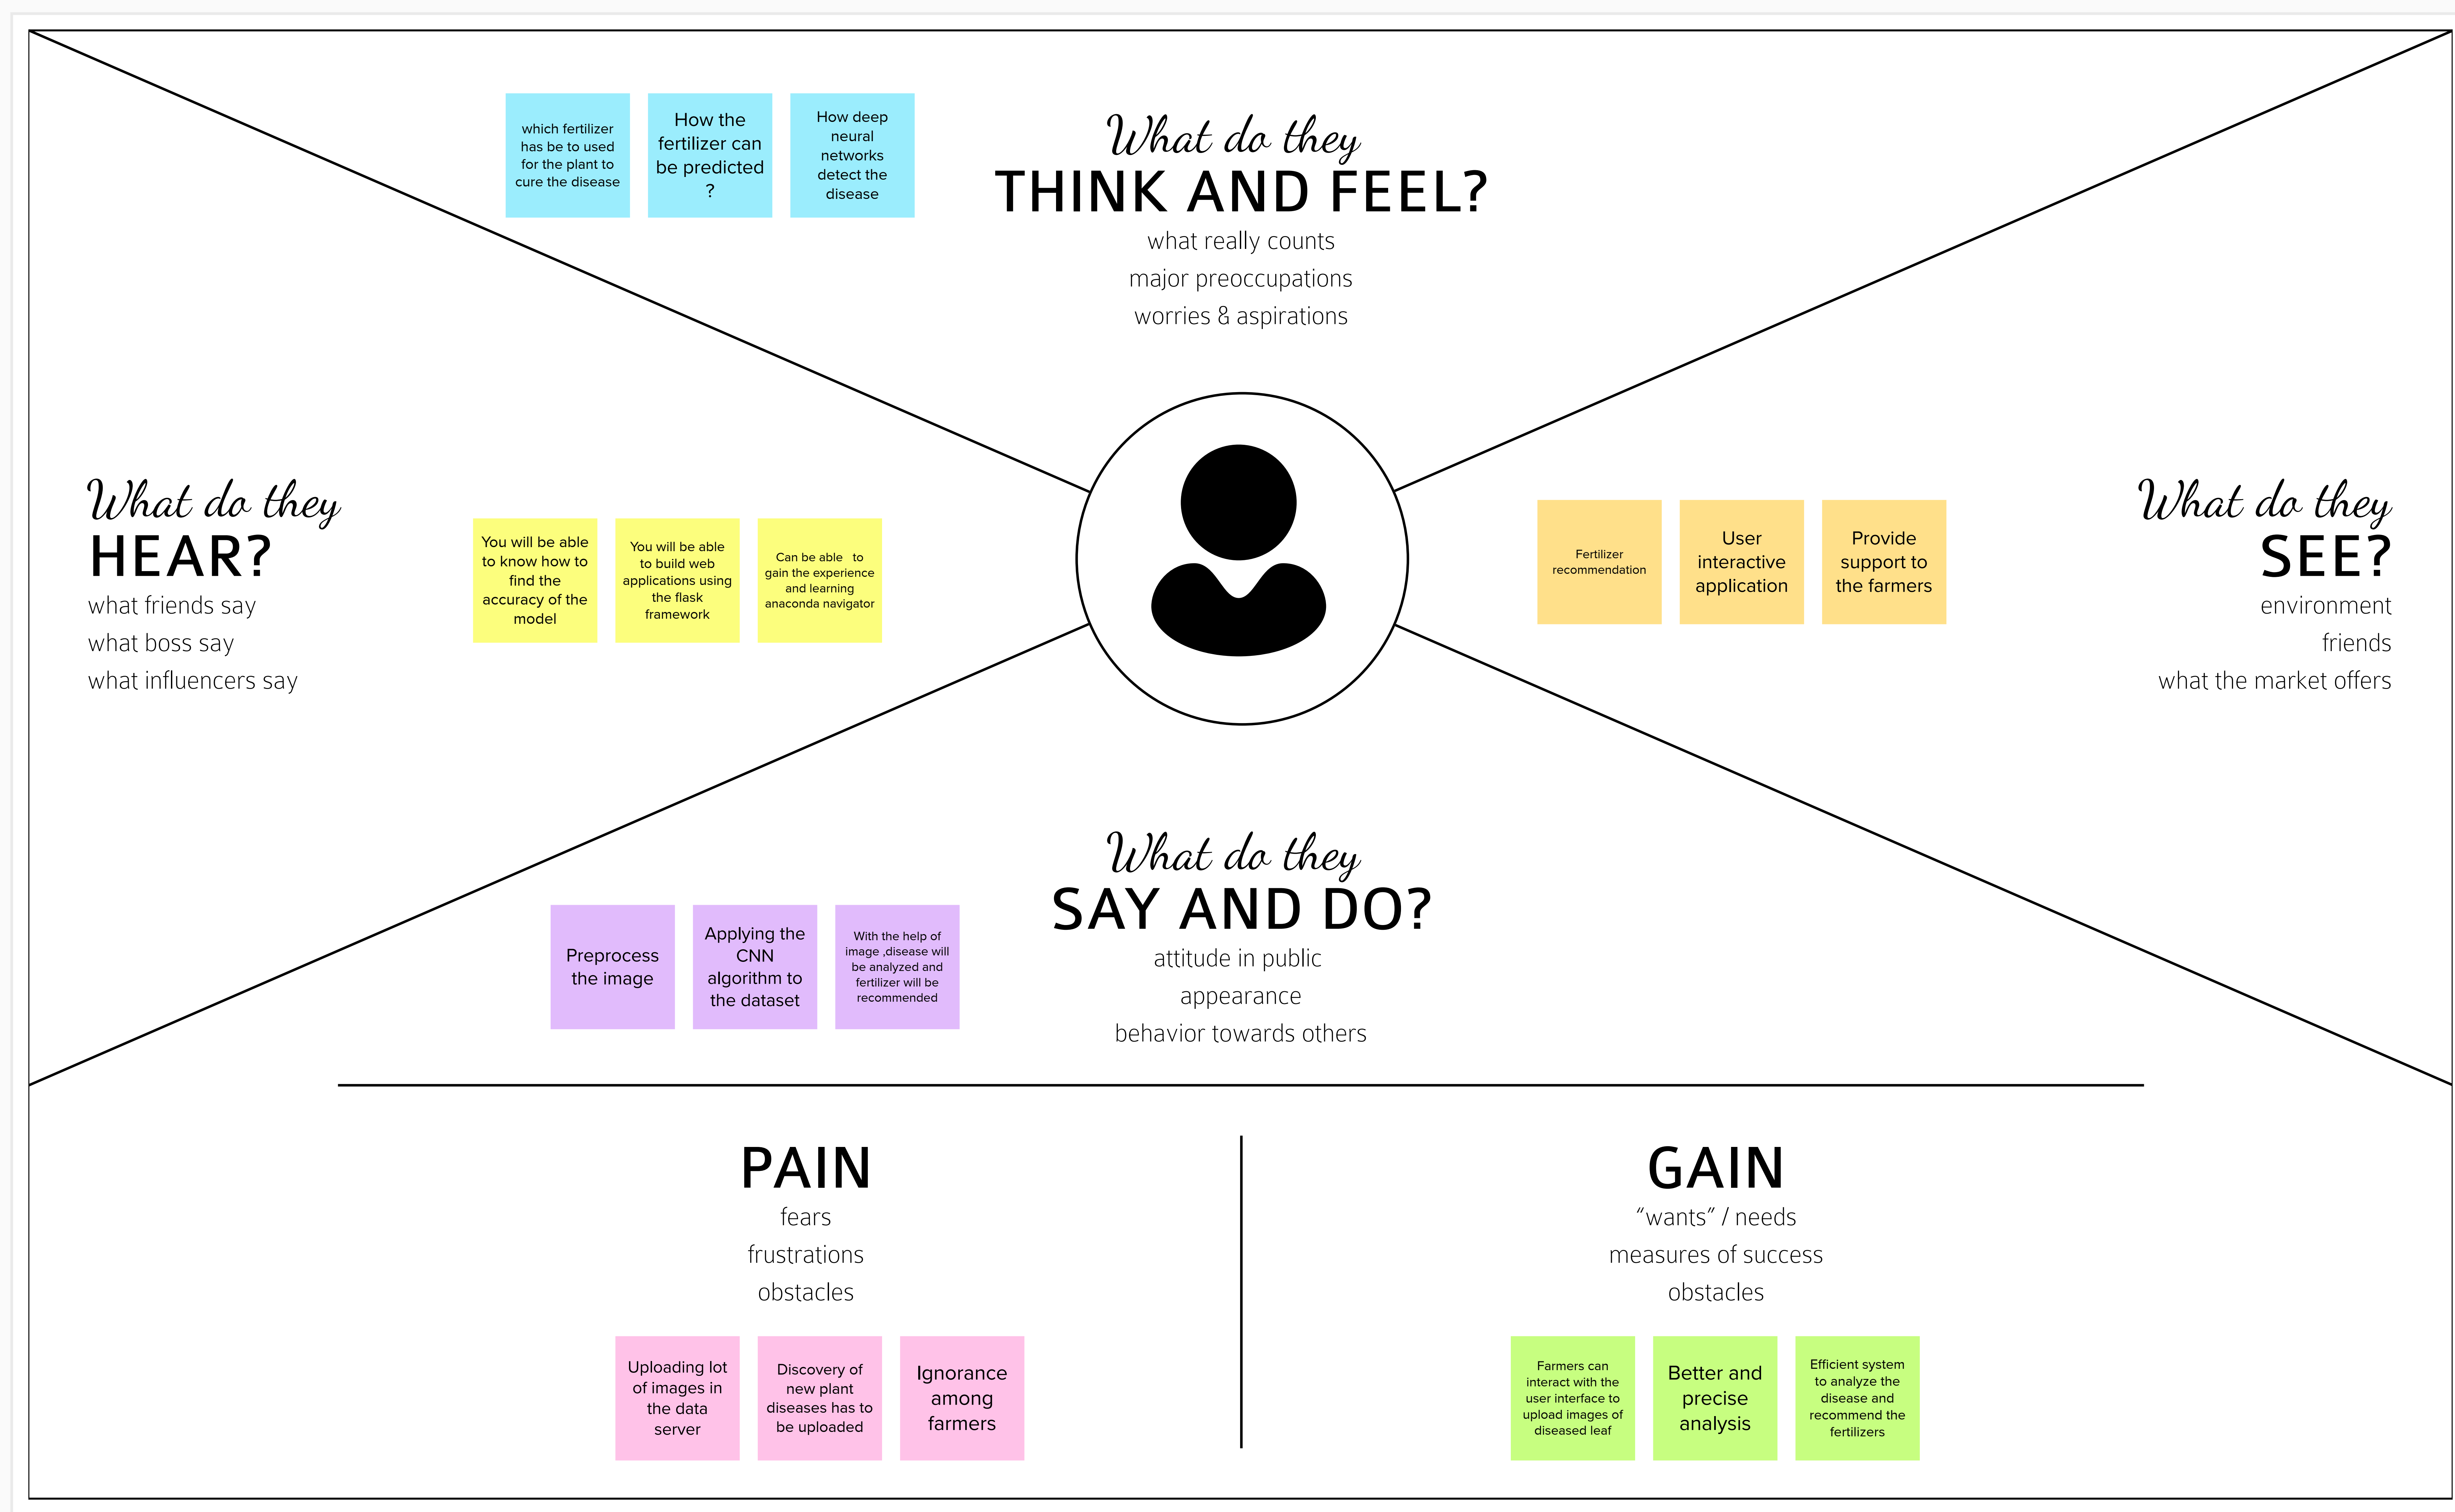 which fertilizer
has be to used
for the plant to
cure the disease
How the
fertilizer can
be predicted
?
How deep
neural
networks
detect the
disease
What do they
THINK AND FEEL?
what really counts
major preoccupations
worries & aspirations
What do they
HEAR?
what friends say
what boss say
what influencers say
You will be able
to know how to
find the
accuracy of the
model
You will be able
to build web
applications using
the flask
framework
Can be able to
gain the experience
and learning
anaconda navigator
Fertilizer
recommendation
User
interactive
application
Provide
support to
the farmers
What do they
SEE?
environment
friends
what the market offers
What do they
SAY AND DO?
attitude in public
appearance
behavior towards others
Preprocess
the image
Applying the
CNN
algorithm to
the dataset
With the help of
image ,disease will
be analyzed and
fertilizer will be
recommended
PAIN
fears
frustrations
obstacles
Uploading lot
of images in
the data
server
Discovery of
new plant
diseases has to
be uploaded
Ignorance
among
farmers
GAIN
“wants” / needs
measures of success
obstacles
Farmers can
interact with the
user interface to
upload images of
diseased leaf
Better and
precise
analysis
Efficient system
to analyze the
disease and
recommend the
fertilizers